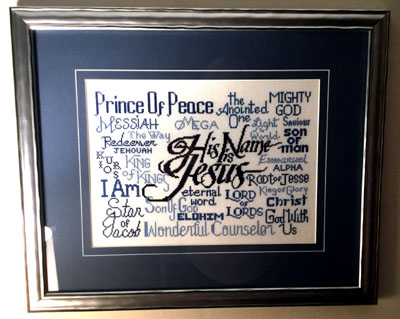 Prince Of Peace
the Anointed One
MIGHTY GOD
MESSIAH
OMEGA
Light of the World
Saviour
The Way
Redeemer
JEHOVAH
His Name is Jesus
son of man
KURIOS
KING of KINGS
Emmanuel
ALPHA
I Am
eternal word
Root of Jesse
LORD of LORDS
King of Glory
Star of Jacob
Son Of God
ELOHIM
Christ
God With Us
Wonderful Counselor